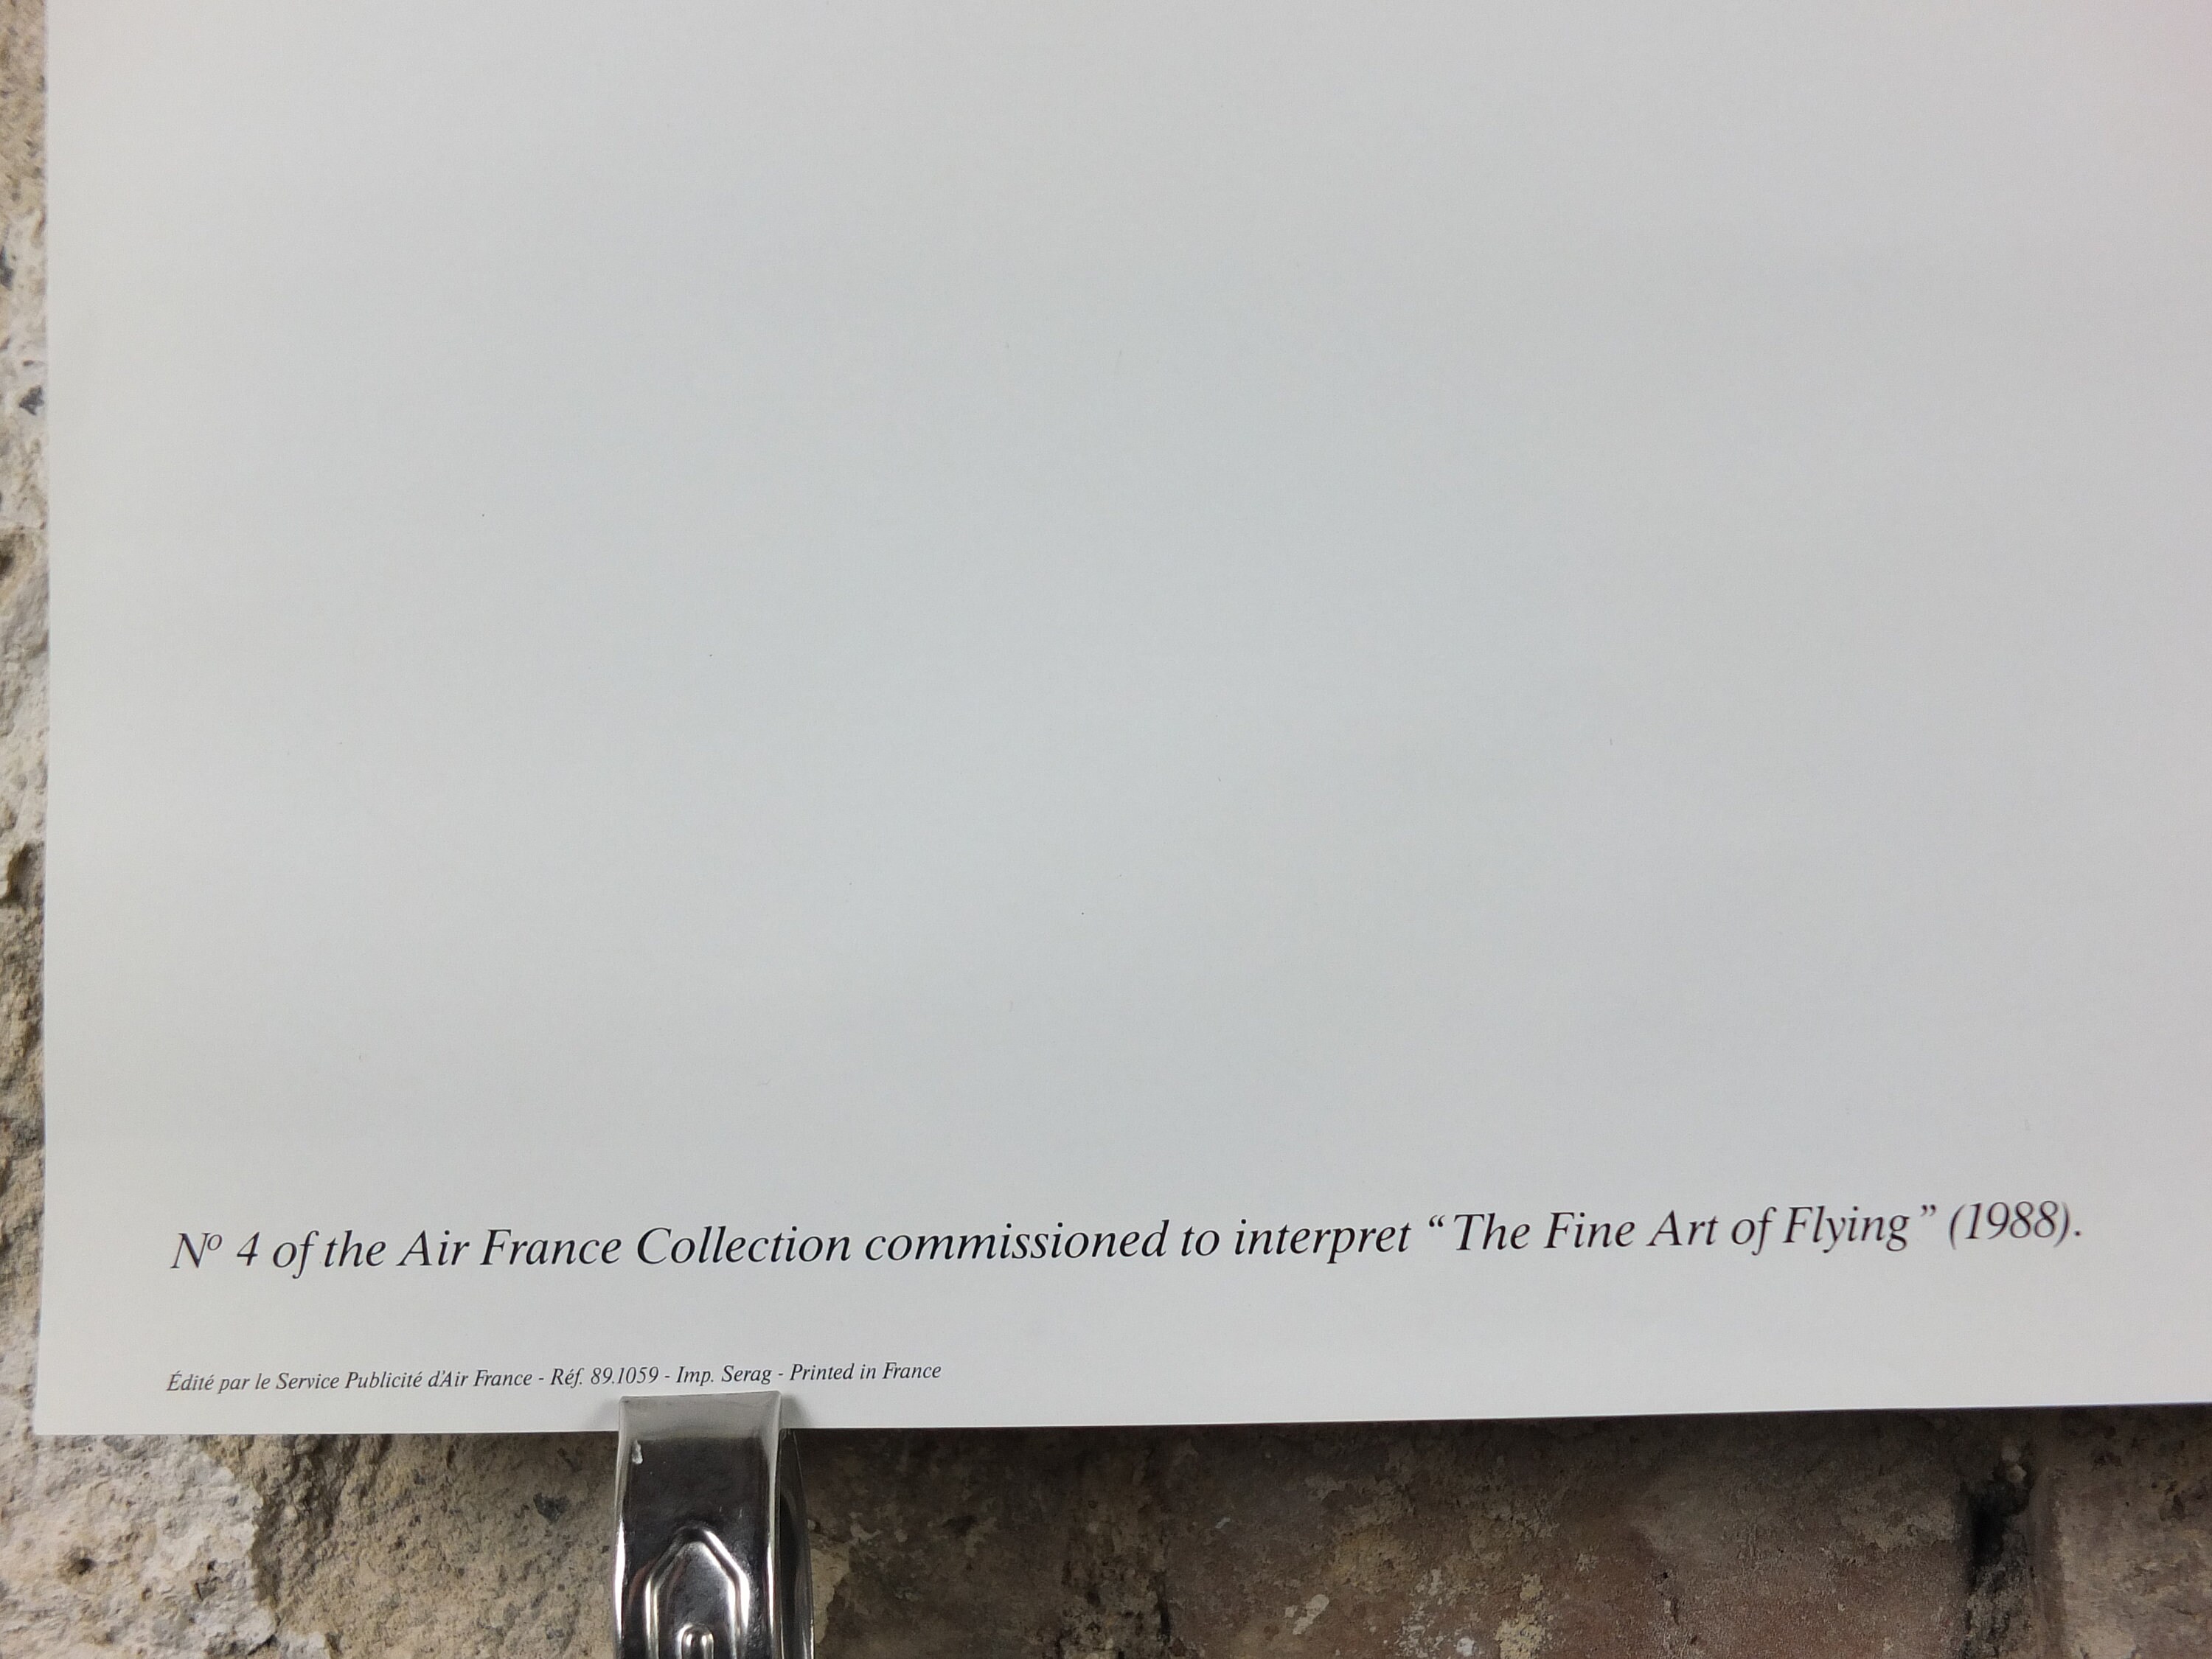 Nº 4 of the Air France Collection commissioned to interpret “The Fine Art of Flying” (1988).
Édité par le Service Publicité d'Air France - Réf. 89.1059 - Imp. Serag - Printed in France